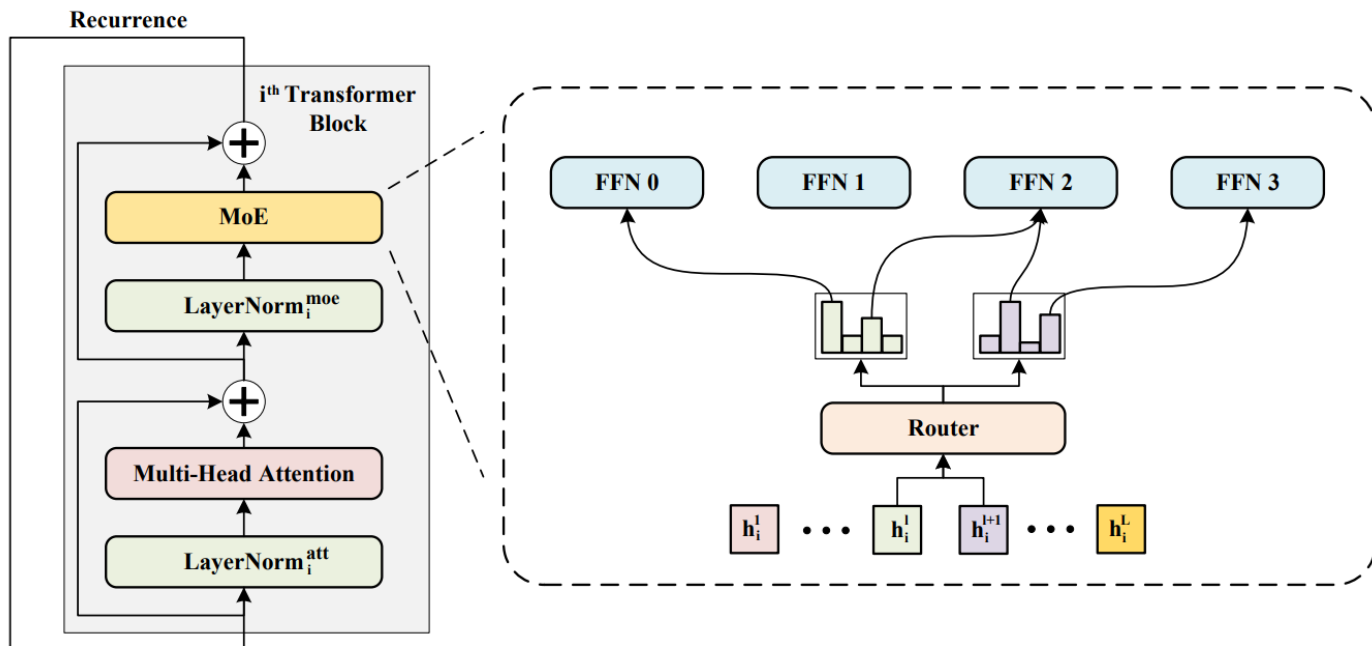 Recurrence
iᵗʰ Transformer
Block
MoE
LayerNormᵢᵐᵒᵉ
Multi-Head Attention
LayerNormᵢᵃᵗᵗ
FFN 0
FFN 1
FFN 2
FFN 3
Router
hᵢ¹ • • • hᵢˡ hᵢˡ⁺¹ • • • hᵢᴸ